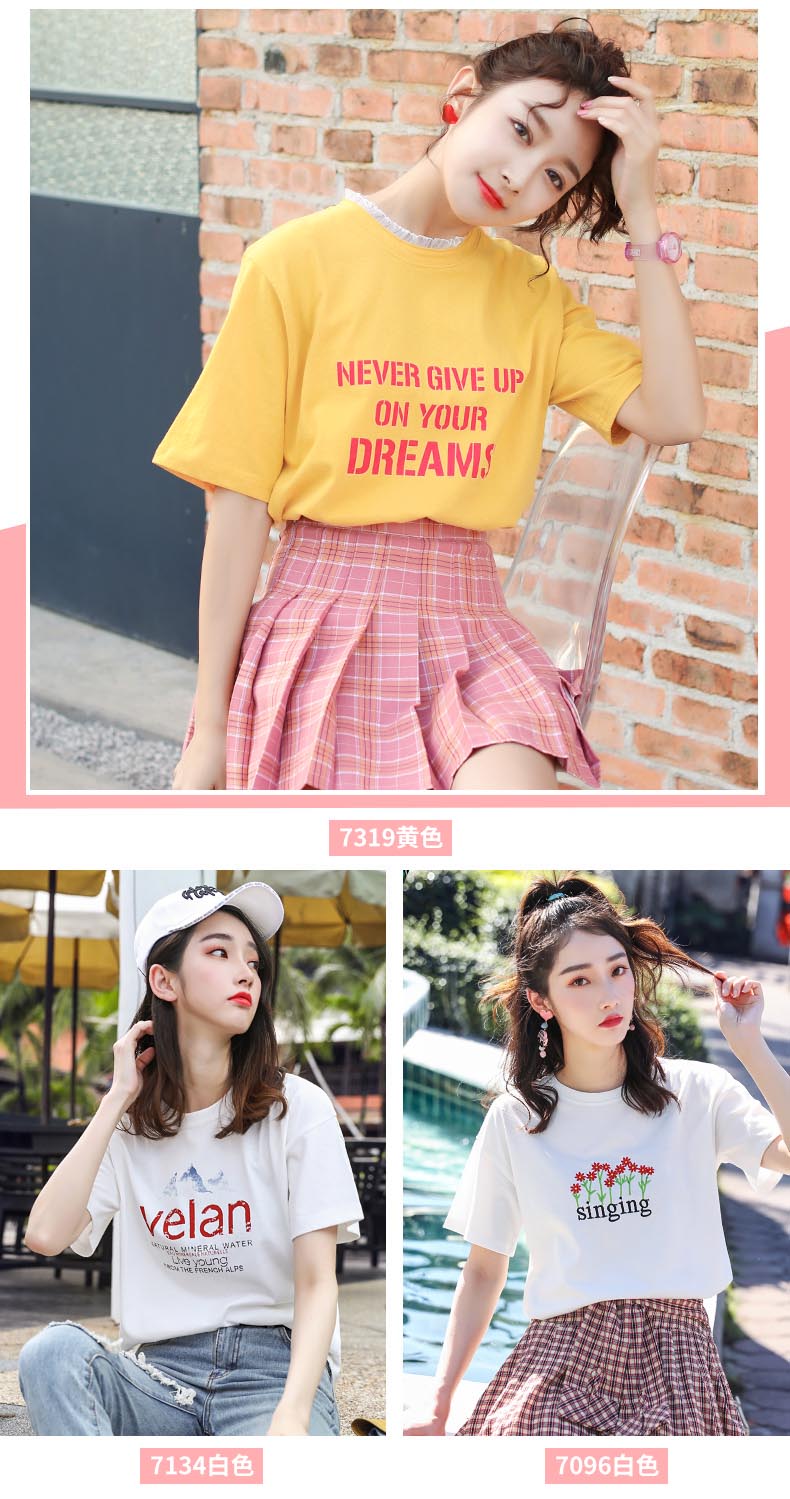 NEVER GIVE UP
ON YOUR
DREAMS
7319黄色
velan
NATURAL MINERAL WATER
Live young
FROM THE FRENCH ALPS
singing
7134白色
7096白色